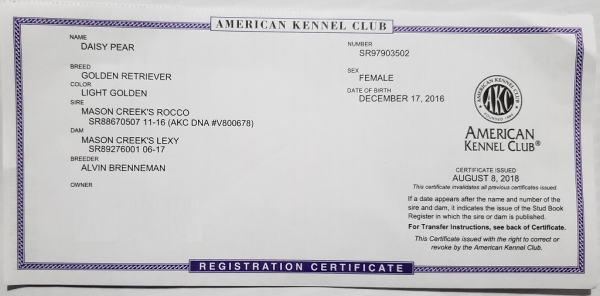 AMERICAN KENNEL CLUB
NAME
DAISY PEAR
NUMBER
SR97903502
BREED
GOLDEN RETRIEVER
SEX
FEMALE
COLOR
LIGHT GOLDEN
DATE OF BIRTH
DECEMBER 17, 2016
SIRE
MASON CREEK'S ROCCO
SR88670507 11-16 (AKC DNA #V800678)
DAM
MASON CREEK'S LEXY
SR89276001 06-17
BREEDER
ALVIN BRENNEMAN
OWNER
AMERICAN KENNEL CLUB
AKC
FOUNDED 1884
AMERICAN
KENNEL CLUB®
CERTIFICATE ISSUED
AUGUST 8, 2018
This certificate invalidates all previous certificates issued.
If a date appears after the name and number of the
sire and dam, it indicates the issue of the Stud Book
Register in which the sire or dam is published.
For Transfer Instructions, see back of Certificate.
This Certificate issued with the right to correct or
revoke by the American Kennel Club.
REGISTRATION CERTIFICATE